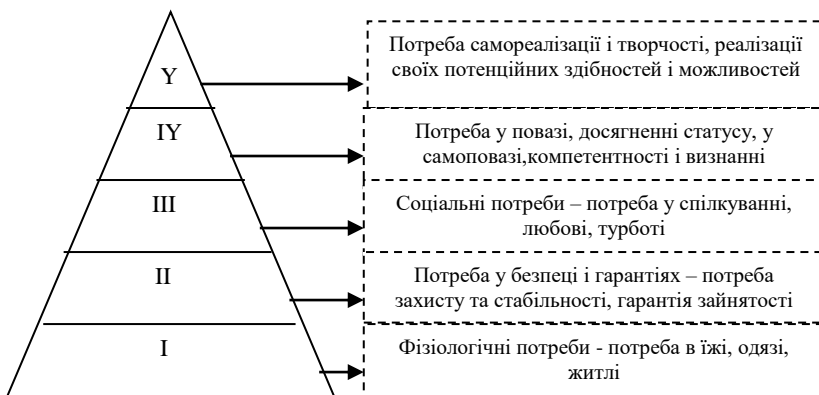 Y
Потреба самореалізації і творчості, реалізації
своїх потенційних здібностей і можливостей
IY
Потреба у повазі, досягненні статусу, у
самоповазі,компетентності і визнанні
III
Соціальні потреби – потреба у спілкуванні,
любові, турботі
II
Потреба у безпеці і гарантіях – потреба
захисту та стабільності, гарантія зайнятості
I
Фізіологічні потреби - потреба в їжі, одязі,
житлі